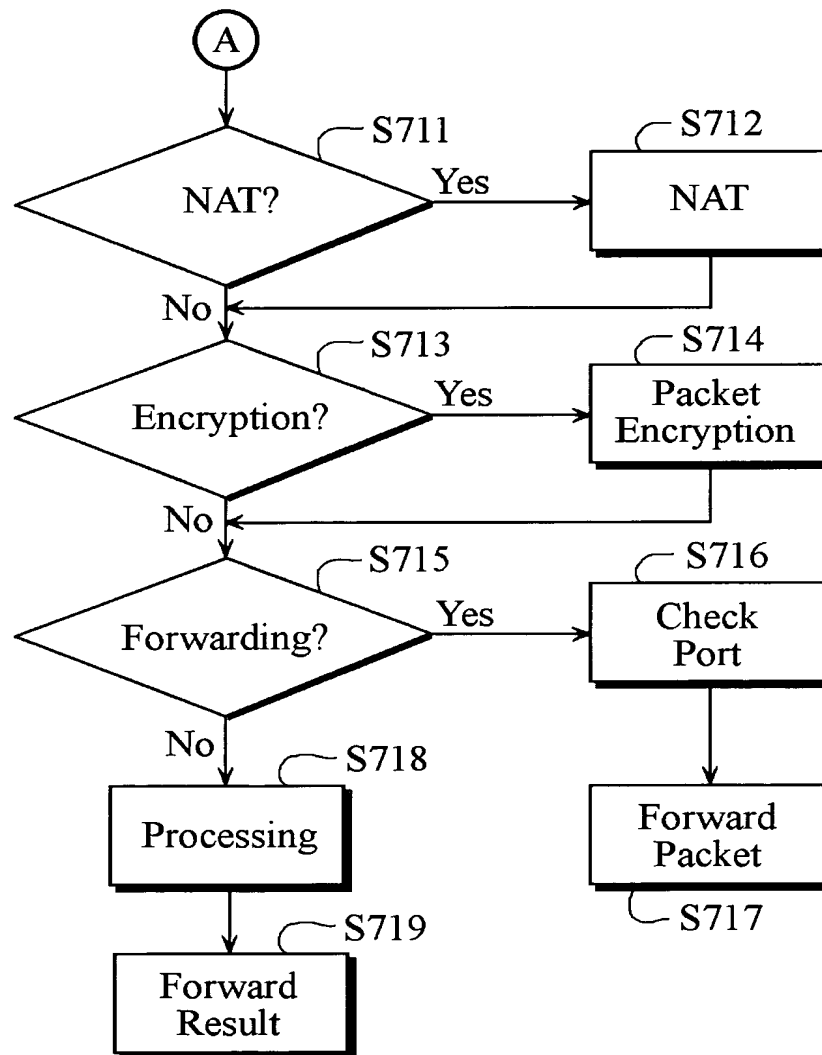 A
S711
S712
NAT?
Yes
NAT
No
S713
S714
Encryption?
Yes
Packet
Encryption
No
S715
S716
Forwarding?
Yes
Check
Port
No
S718
Processing
Forward
Packet
S717
S719
Forward
Result